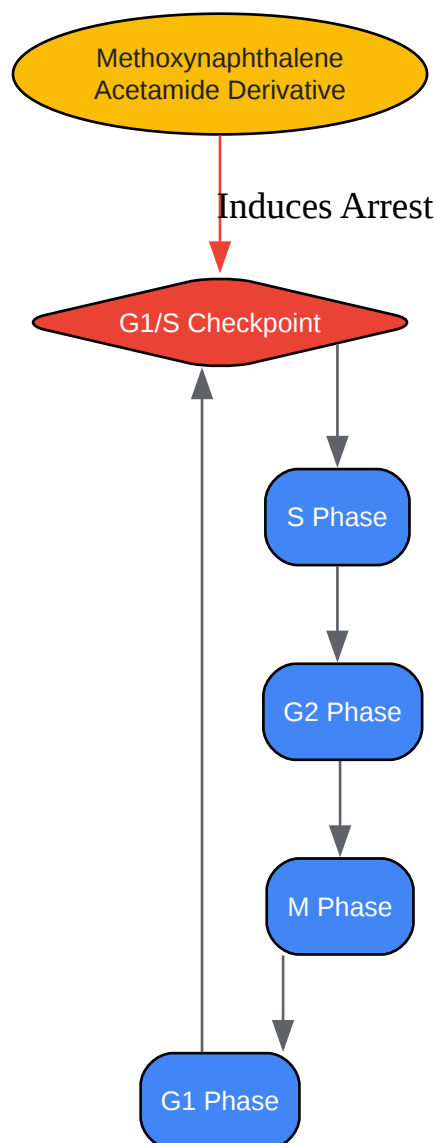 Methoxynaphthalene
Acetamide Derivative
Induces Arrest
G1/S Checkpoint
S Phase
G2 Phase
M Phase
G1 Phase